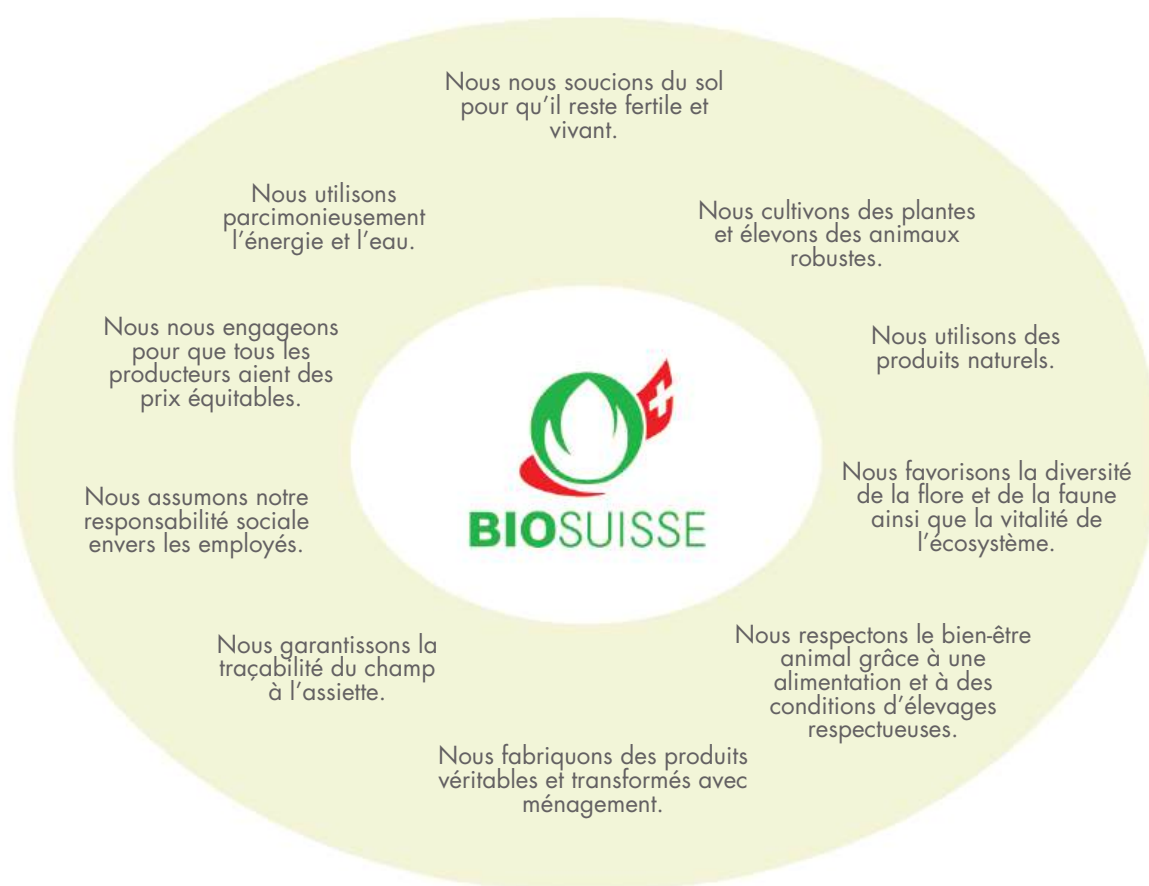 Nous nous soucions du sol
pour qu'il reste fertile et
vivant.
Nous cultivons des plantes
et élevons des animaux
robustes.
Nous utilisons des
produits naturels.
Nous favorisons la diversité
de la flore et de la faune
ainsi que la vitalité de
l'écosystème.
Nous respectons le bien-être
animal grâce à une
alimentation et à des
conditions d'élevages
respectueuses.
Nous fabriquons des produits
véritables et transformés avec
ménagement.
Nous garantissons la
traçabilité du champ
à l'assiette.
Nous assumons notre
responsabilité sociale
envers les employés.
Nous nous engageons
pour que tous les
producteurs aient des
prix équitables.
Nous utilisons
parcimonieusement
l'énergie et l'eau.
BIOSUISSE